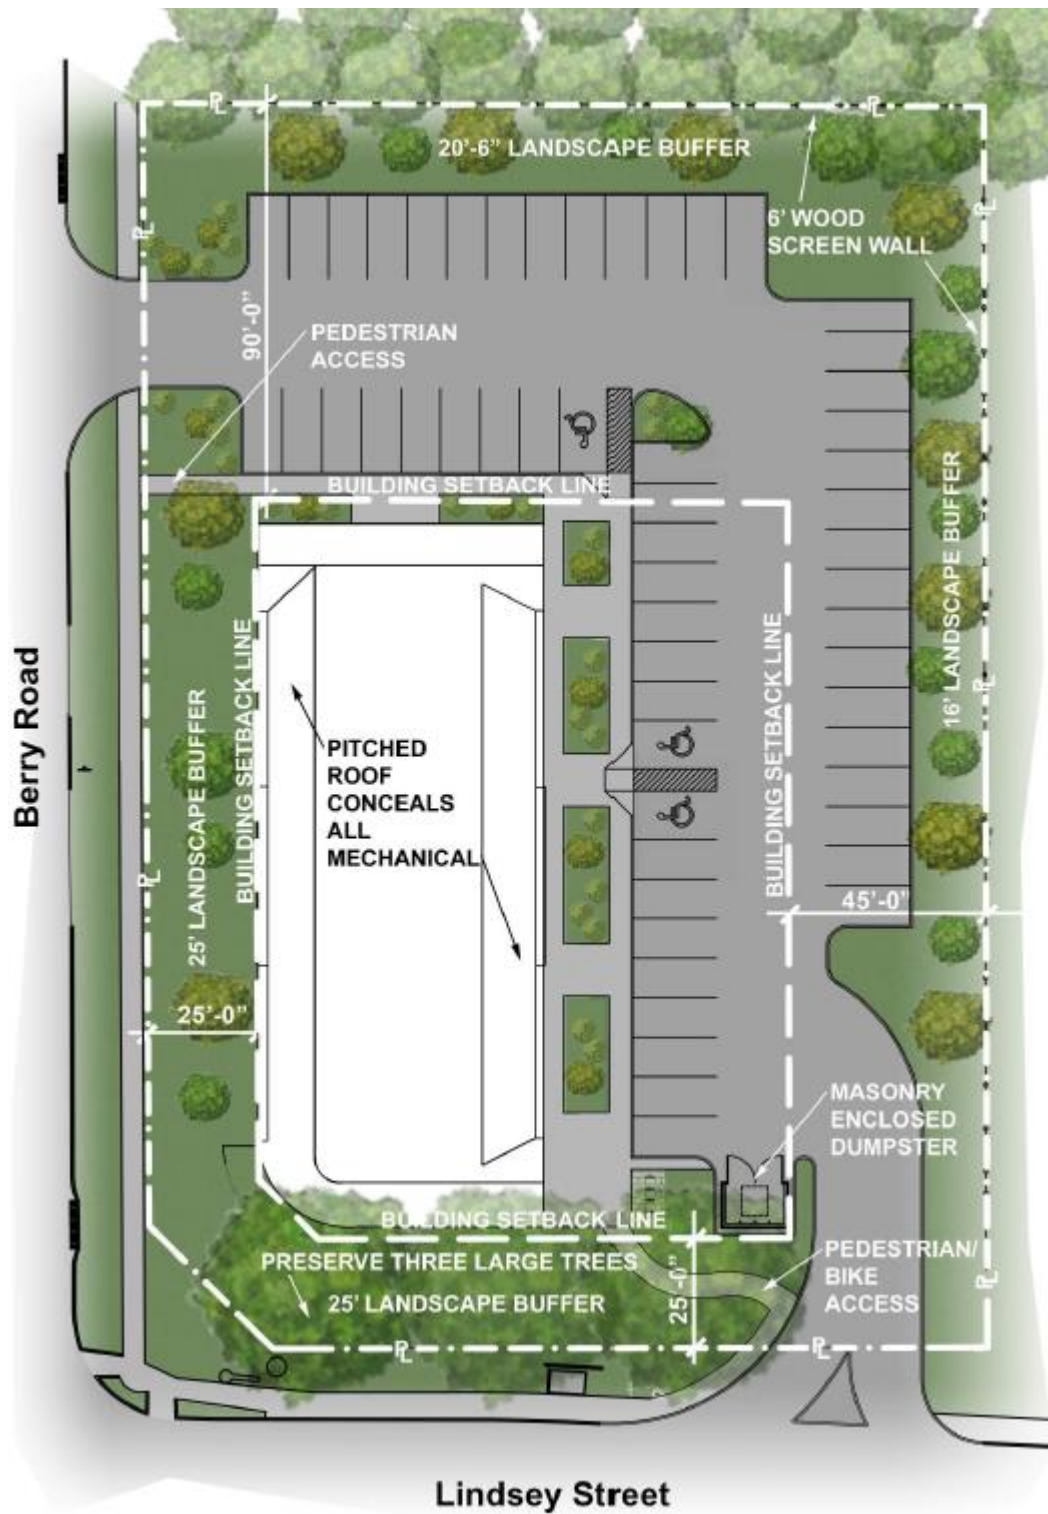 PL
PL
20'-6" LANDSCAPE BUFFER
6' WOOD
SCREEN WALL
PL
PL
90'-0"
PEDESTRIAN
ACCESS
BUILDING SETBACK LINE
16' LANDSCAPE BUFFER
BUILDING SETBACK LINE
BUILDING SETBACK LINE
25' LANDSCAPE BUFFER
PL
PL
Berry Road
PITCHED
ROOF
CONCEALS
ALL
MECHANICAL
45'-0"
25'-0"
MASONRY
ENCLOSED
DUMPSTER
BUILDING SETBACK LINE
PRESERVE THREE LARGE TREES
25' LANDSCAPE BUFFER
25'-0"
PEDESTRIAN/
BIKE
ACCESS
PL
PL
PL
Lindsey Street